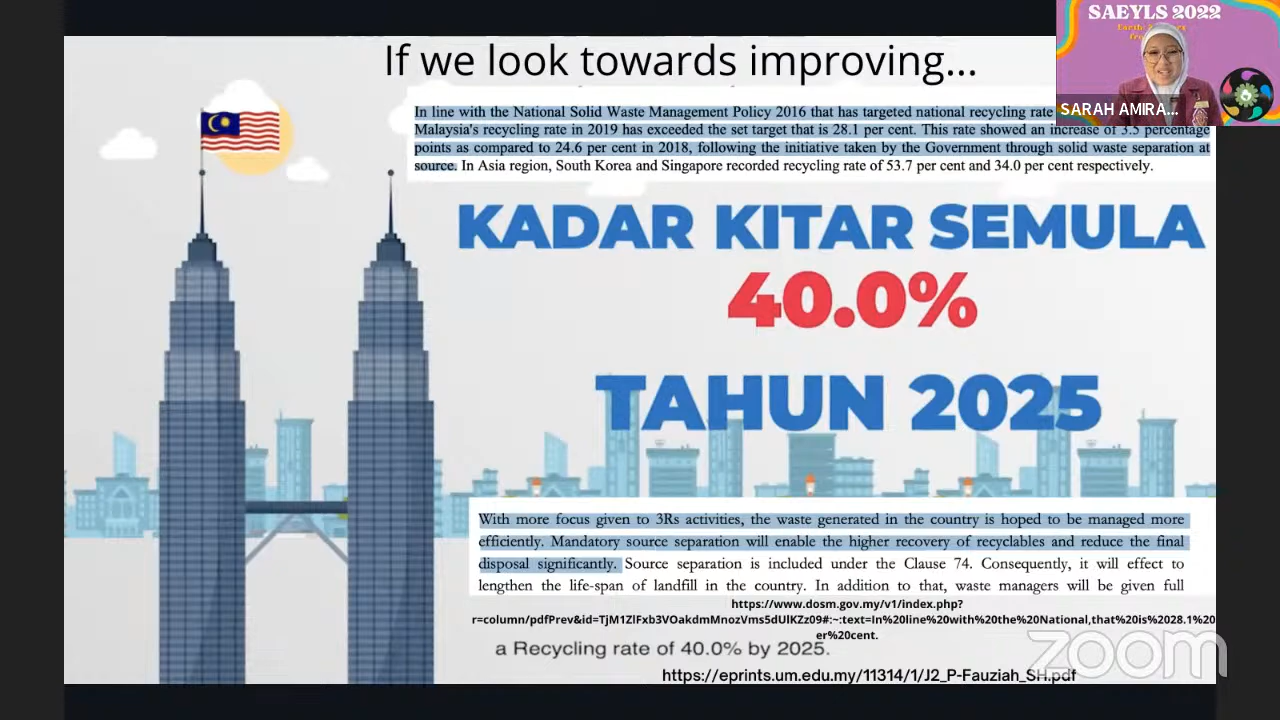 SAEYLS 2022
If we look towards improving...
SARAH AMIRA...
In line with the National Solid Waste Management Policy 2016 that has targeted national recycling rate
Malaysia's recycling rate in 2019 has exceeded the set target that is 28.1 per cent. This rate showed an increase of 3.5 percentage
points as compared to 24.6 per cent in 2018, following the initiative taken by the Government through solid waste separation at
source. In Asia region, South Korea and Singapore recorded recycling rate of 53.7 per cent and 34.0 per cent respectively.
KADAR KITAR SEMULA
40.0%
TAHUN 2025
With more focus given to 3Rs activities, the waste generated in the country is hoped to be managed more
efficiently. Mandatory source separation will enable the higher recovery of recyclables and reduce the final
disposal significantly. Source separation is included under the Clause 74. Consequently, it will effect to
lengthen the life-span of landfill in the country. In addition to that, waste managers will be given full
https://www.dosm.gov.my/v1/index.php?
r=column/pdfPrev&id=TjM1ZlFxb3VOakdmMnozVms5dUlKZz09#:~:text=In%20line%20with%20the%20National,that%20is%2028.1%20
er%20cent.
a Recycling rate of 40.0% by 2025.
zoom
https://eprints.um.edu.my/11314/1/J2_P-Fauziah_SH.pdf